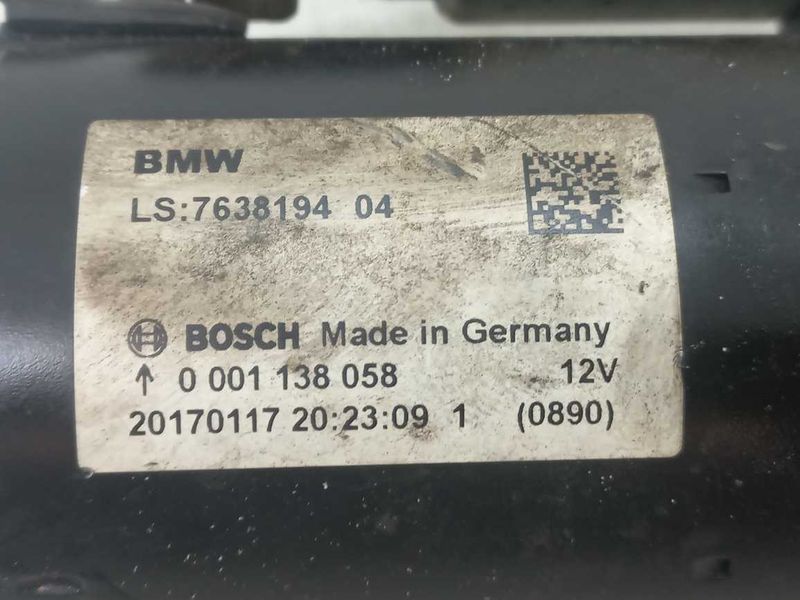 BMW
LS:7638194 04
BOSCH Made in Germany
↑ 0 001 138 058 12V
20170117 20:23:09 1 (0890)